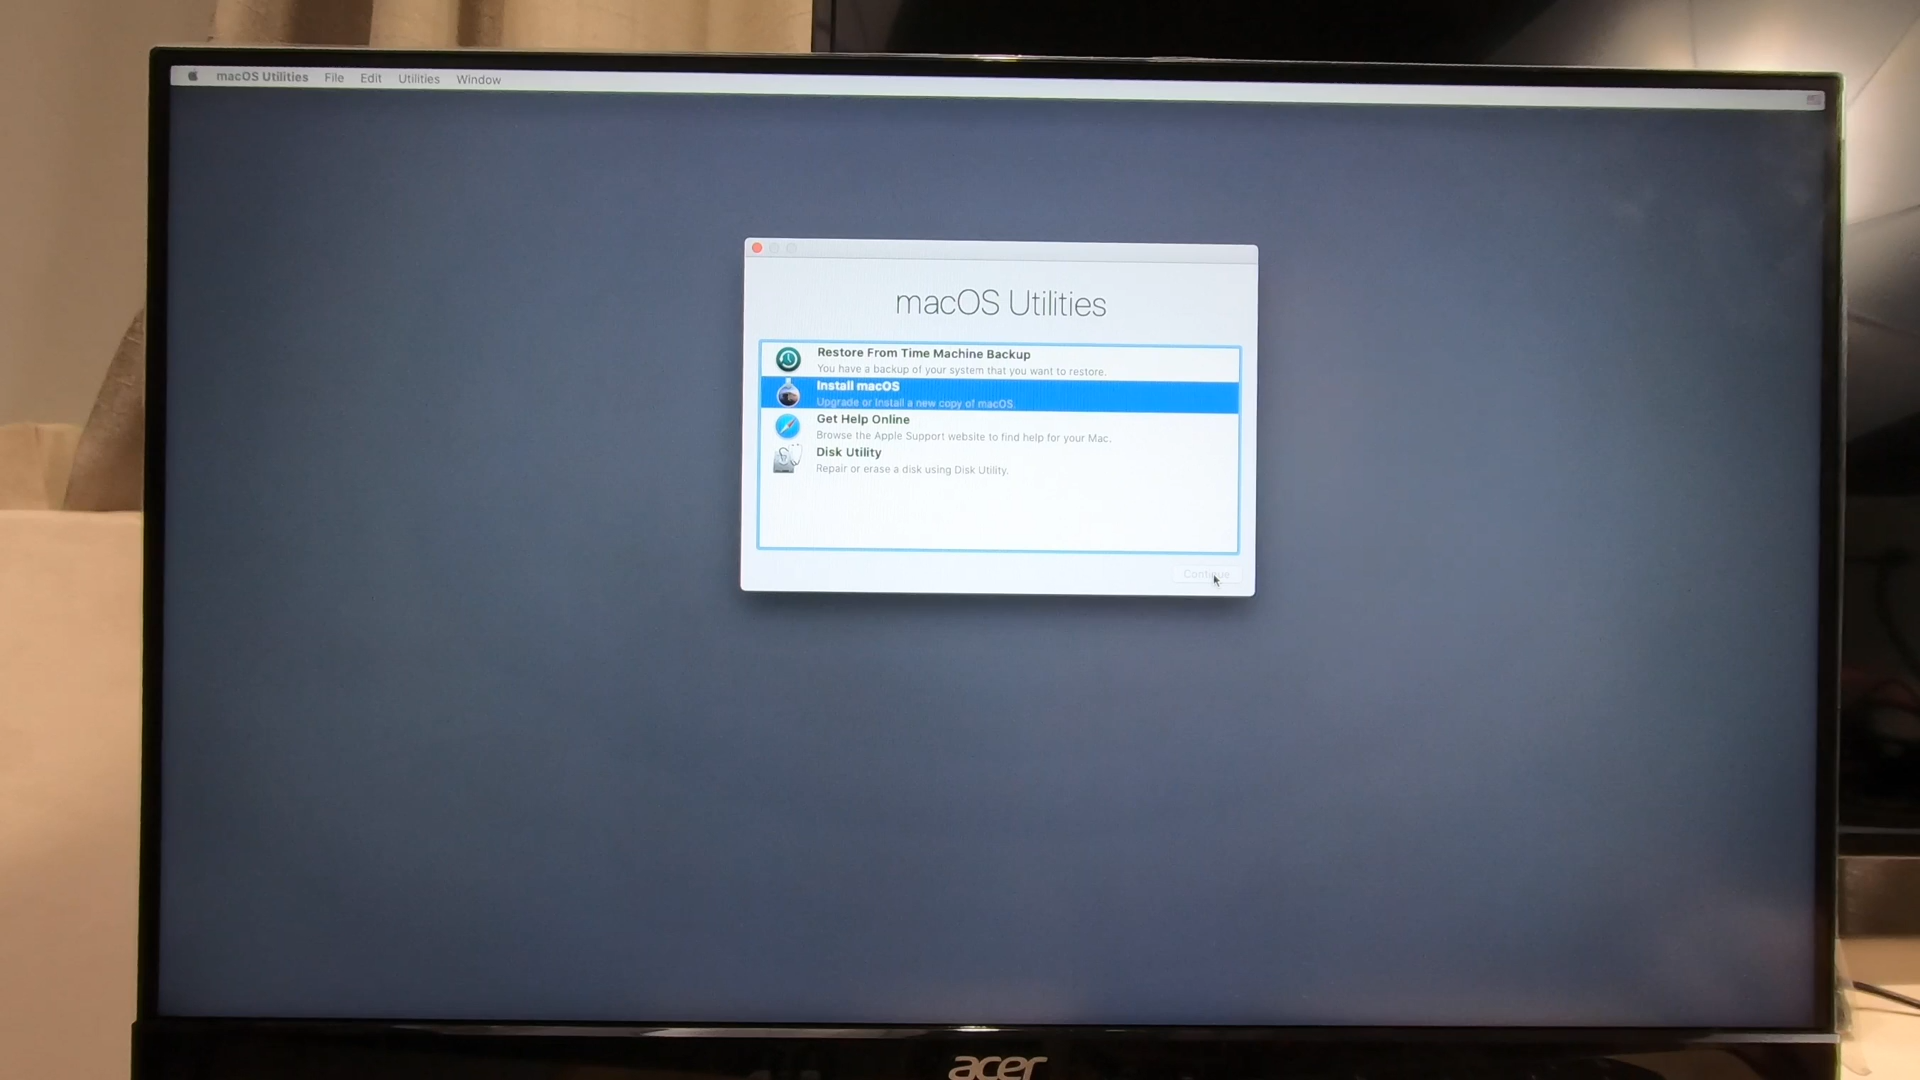 macOS Utilities File Edit Utilities Window
macOS Utilities
Restore From Time Machine Backup
You have a backup of your system that you want to restore.
Install macOS
Upgrade or Install a new copy of macOS.
Get Help Online
Browse the Apple Support website to find help for your Mac.
Disk Utility
Repair or erase a disk using Disk Utility.
Continue
acer